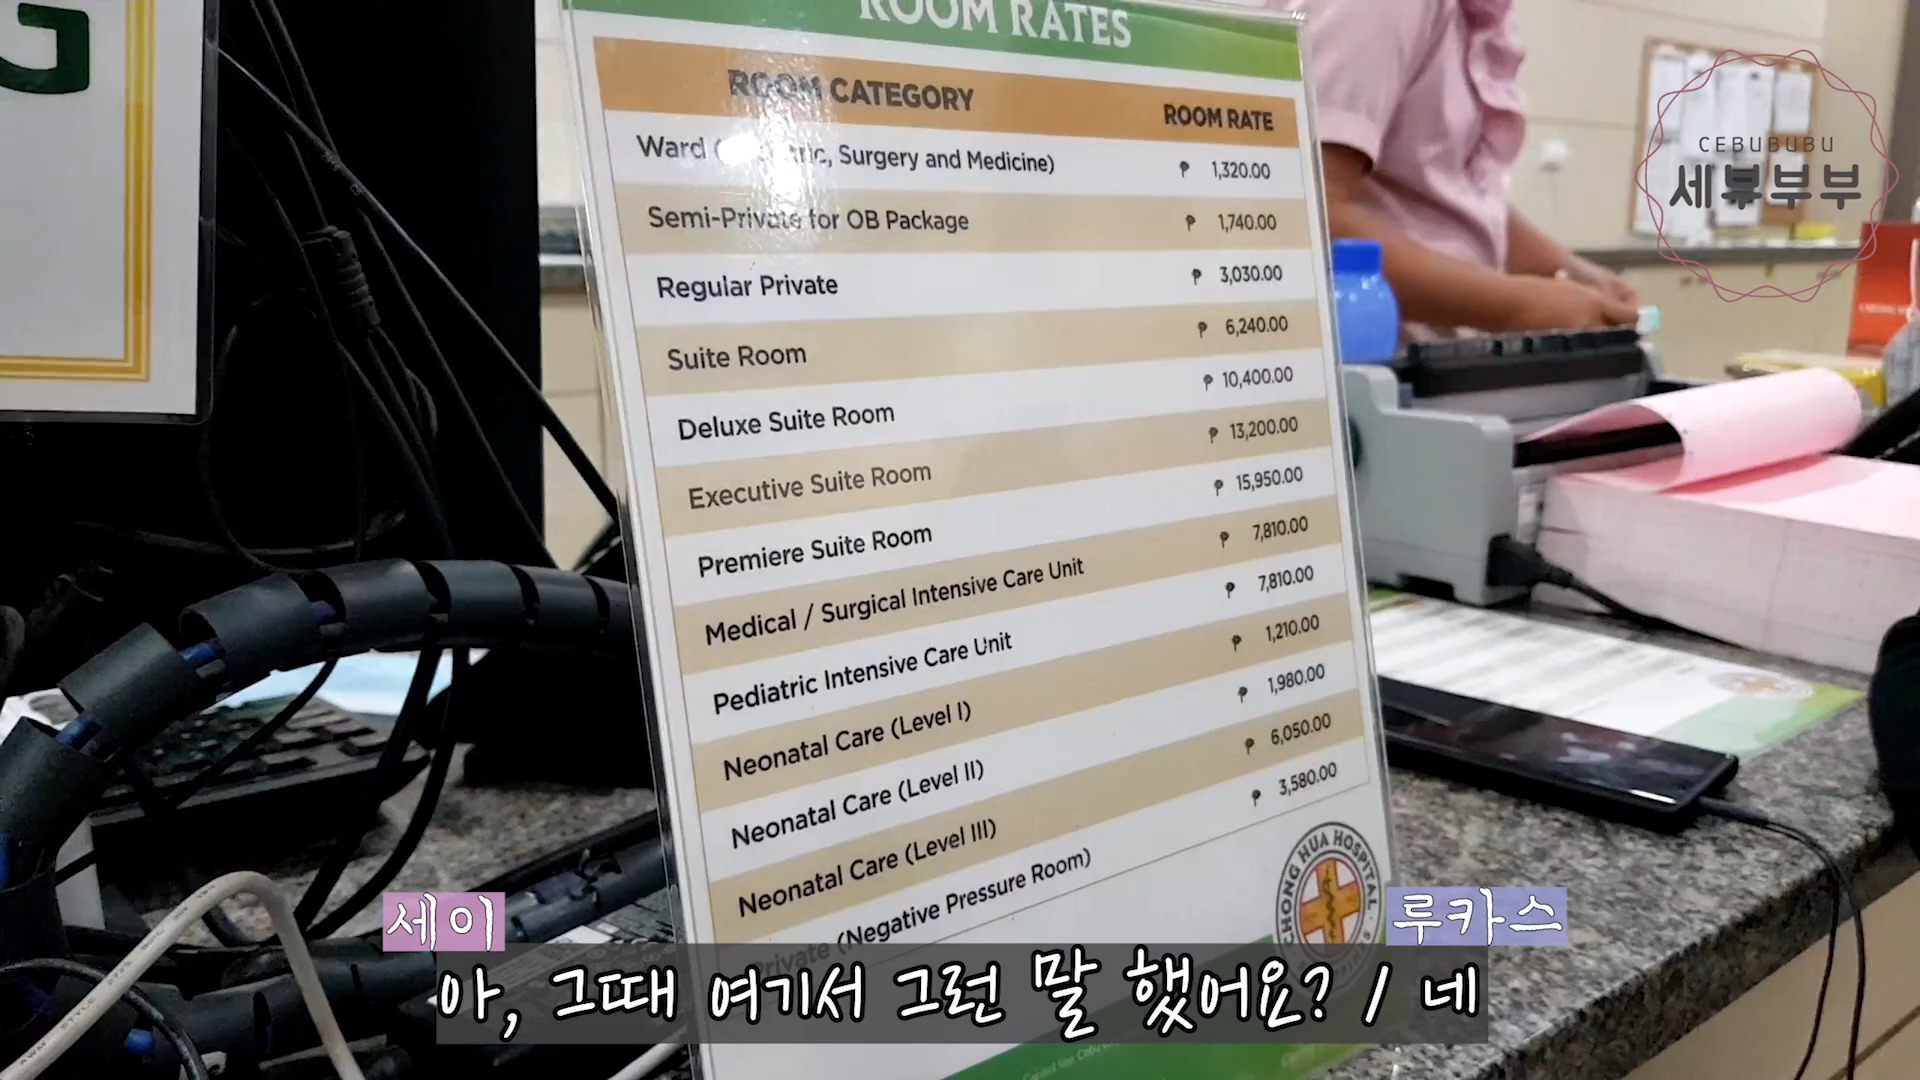 G
ROOM RATES
ROOM CATEGORY ROOM RATE
Ward ( , Surgery and Medicine) ₱ 1,320.00
Semi-Private for OB Package ₱ 1,740.00
Regular Private ₱ 3,030.00
Suite Room ₱ 6,240.00
Deluxe Suite Room ₱ 10,400.00
Executive Suite Room ₱ 13,200.00
Premiere Suite Room ₱ 15,950.00
Medical / Surgical Intensive Care Unit ₱ 7,810.00
Pediatric Intensive Care Unit ₱ 7,810.00
Neonatal Care (Level I) ₱ 1,210.00
Neonatal Care (Level II) ₱ 1,980.00
Neonatal Care (Level III) ₱ 6,050.00
Private (Negative Pressure Room) ₱ 3,580.00
CHONG HUA HOSPITAL
CEBUBUBU
세부부부
세이
루카스
아, 그때 여기서 그런 말 했어요? / 네